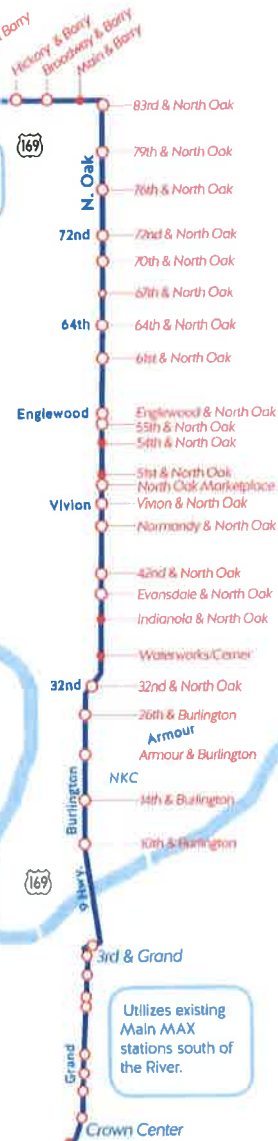 Barry
Hickory & Barry
Broadway & Barry
Main & Barry
83rd & North Oak
169
79th & North Oak
N. Oak
76th & North Oak
72nd
72nd & North Oak
70th & North Oak
67th & North Oak
64th
64th & North Oak
61st & North Oak
Englewood
Englewood & North Oak
55th & North Oak
54th & North Oak
51st & North Oak
North Oak Marketplace
Vivion
Vivion & North Oak
Normandy & North Oak
42nd & North Oak
Evansdale & North Oak
Indianola & North Oak
Waterworks/Cerner
32nd
32nd & North Oak
26th & Burlington
Armour
Armour & Burlington
NKC
Burlington
14th & Burlington
10th & Burlington
169
9 Hwy.
3rd & Grand
Utilizes existing
Main MAX
stations south of
the River.
Grand
Crown Center